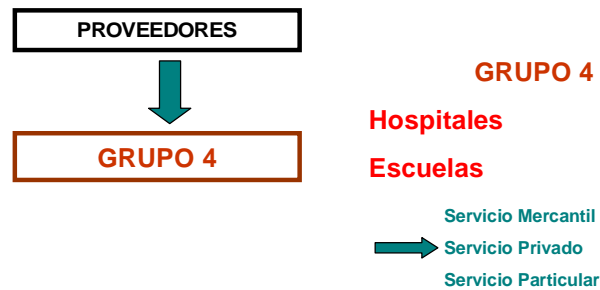 PROVEEDORES
GRUPO 4
GRUPO 4
Hospitales
Escuelas
Servicio Mercantil
Servicio Privado
Servicio Particular